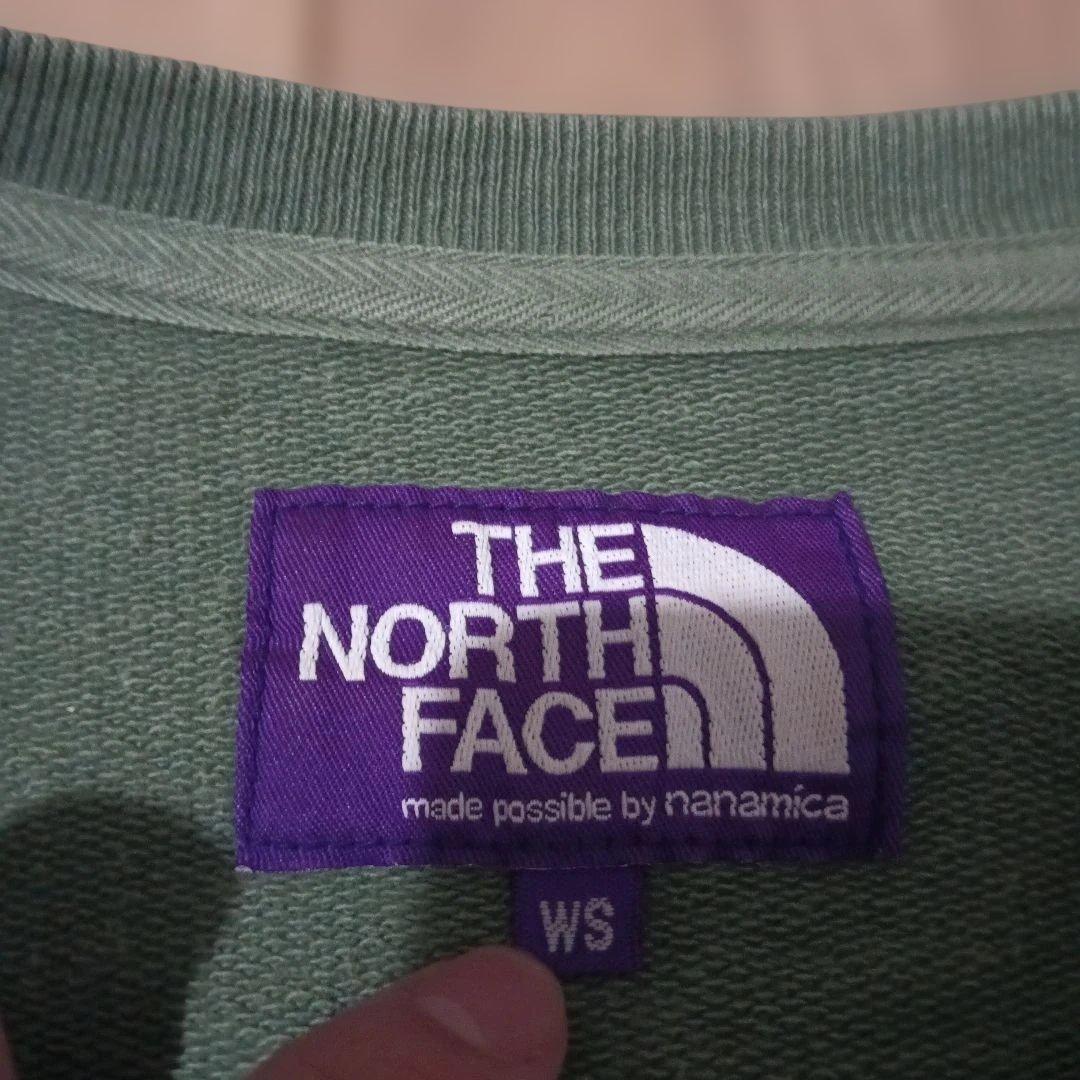 THE
NORTH
FACE
made possible by nanamica
WS